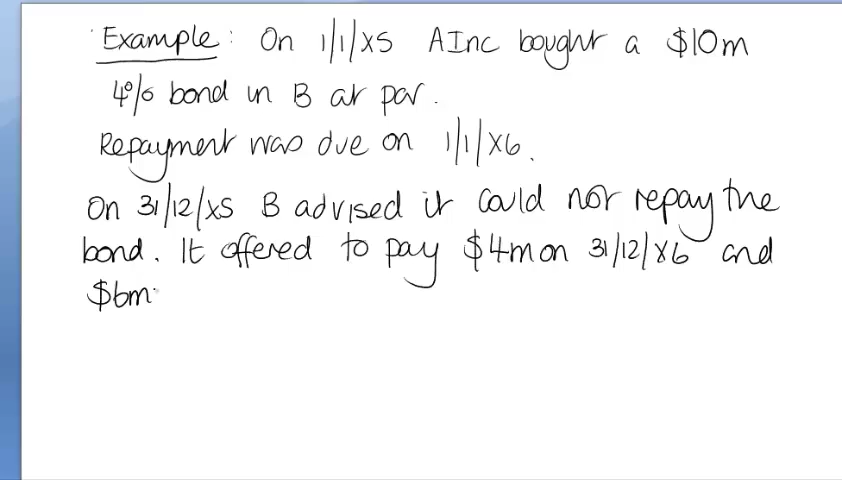 Example: On 1/1/X5 AInc bought a $10m
4% bond in B at par.
Repayment was due on 1/1/X6.
On 31/12/X5 B advised it could not repay the
bond. It offered to pay $4m on 31/12/X6 and
$6m